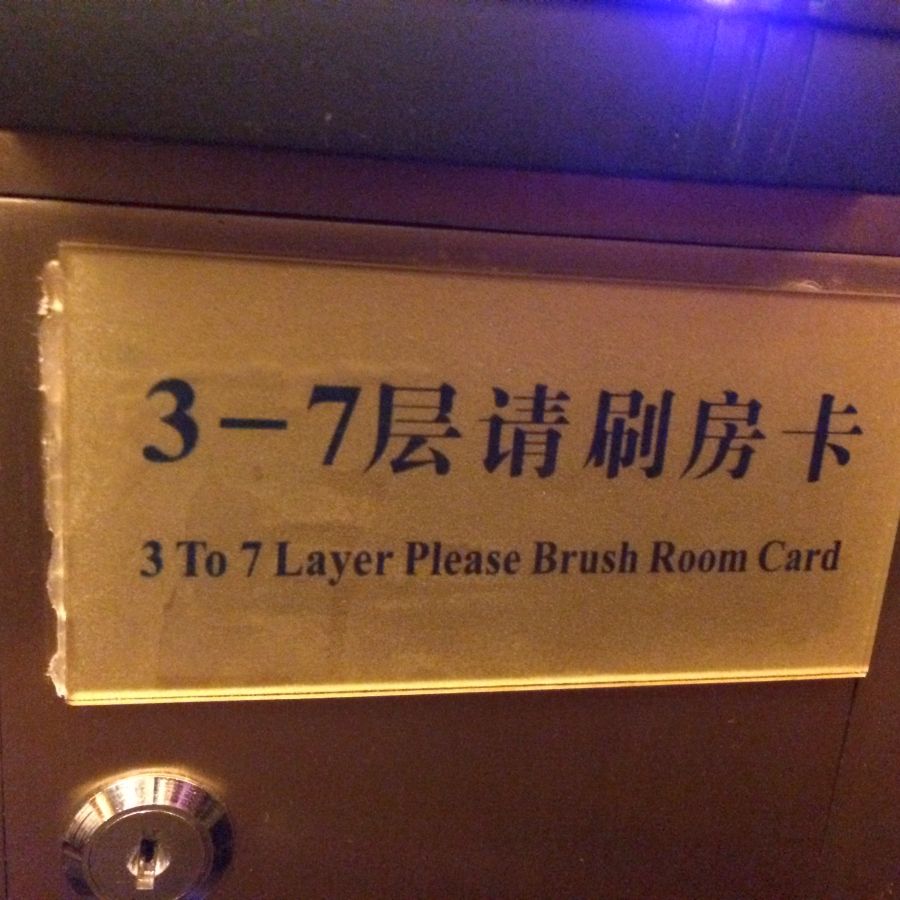 3-7层请刷房卡
3 To 7 Layer Please Brush Room Card